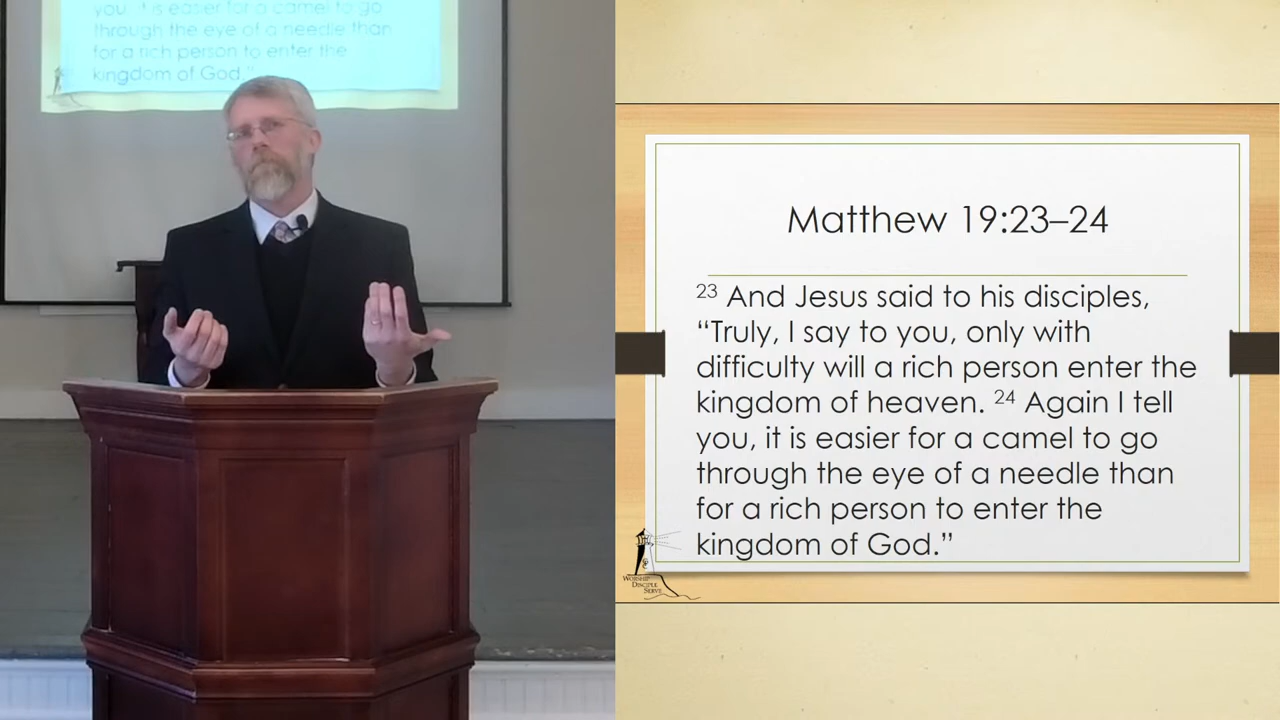 you, it is easier for a camel to go
through the eye of a needle than
for a rich person to enter the
kingdom of God.”
Matthew 19:23–24
23 And Jesus said to his disciples,
“Truly, I say to you, only with
difficulty will a rich person enter the
kingdom of heaven. 24 Again I tell
you, it is easier for a camel to go
through the eye of a needle than
for a rich person to enter the
kingdom of God.”
Worship
Disciple
Serve